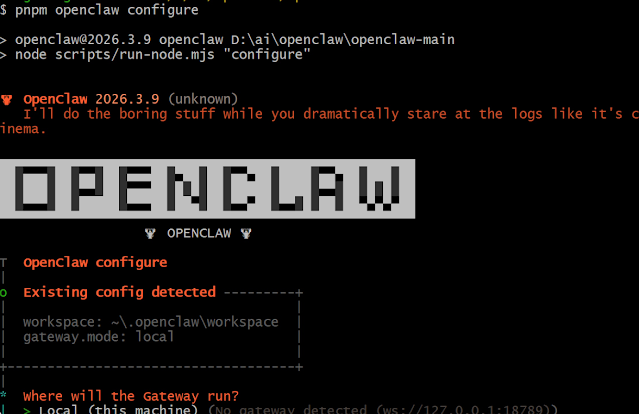 $ pnpm openclaw configure
> openclaw@2026.3.9 openclaw D:\ai\openclaw\openclaw-main
> node scripts/run-node.mjs "configure"
OpenClaw 2026.3.9 (unknown)
I'll do the boring stuff while you dramatically stare at the logs like it's c
inema.
OPENCLAW
OPENCLAW
T OpenClaw configure
o Existing config detected ---------+
workspace: ~\.openclaw\workspace
gateway.mode: local
+--------------------------------+
* Where will the Gateway run?
> Local (this machine) (No gateway detected (ws://127.0.0.1:18789))